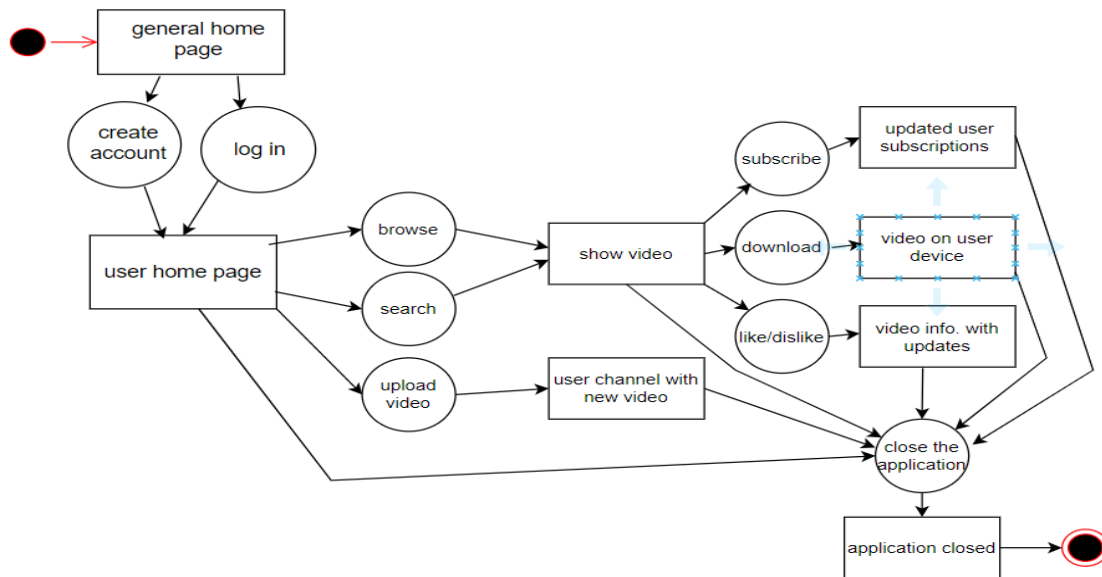 general home
page
create
account
log in
user home page
browse
search
upload
video
show video
user channel with
new video
subscribe
download
like/dislike
updated user
subscriptions
video on user
device
video info. with
updates
close the
application
application closed